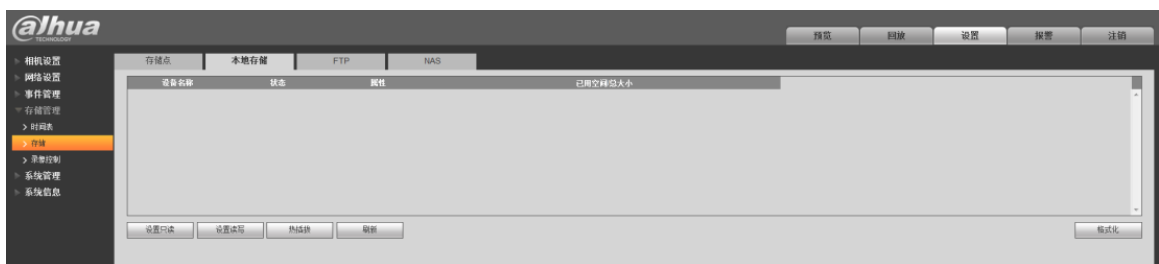 alhua
TECHNOLOGY
预览 回放 设置 报警 注销
相机设置
网络设置
事件管理
存储管理
时间表
存储
录像控制
系统管理
系统信息
存储点 本地存储 FTP NAS
设备名称 状态 属性 已用空间/总大小
设置只读 设置读写 热插拔 刷新 格式化